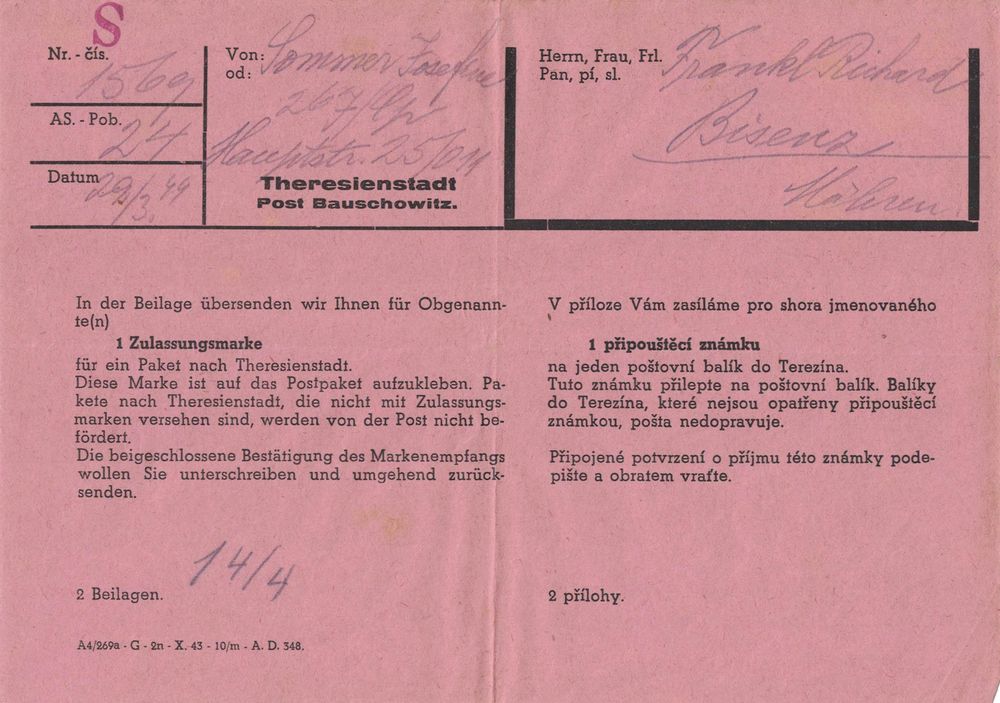 S
Nr. - čís.
1569
AS. - Pob.
24
Datum
29/3. 44
Von: Sommer Josefine
od:
267/Cp
Hauptstr. 25/
Theresienstadt
Post Bauschowitz.
Herrn, Frau, Frl.
Pan, pí, sl.
Frankl Richard
Bisenz
Mähren.
In der Beilage übersenden wir Ihnen für Obgenann-
te(n)
1 Zulassungsmarke
für ein Paket nach Theresienstadt.
Diese Marke ist auf das Postpaket aufzukleben. Pa-
kete nach Theresienstadt, die nicht mit Zulassungs-
marken versehen sind, werden von der Post nicht be-
fördert.
Die beigeschlossene Bestätigung des Markenempfangs
wollen Sie unterschreiben und umgehend zurück-
senden.
14/4
2 Beilagen.
A4/269a - G - 2n - X. 43 - 10/m - A. D. 348.
V příloze Vám zasíláme pro shora jmenovaného
1 připouštěcí známku
na jeden poštovní balík do Terezína.
Tuto známku přilepte na poštovní balík. Balíky
do Terezína, které nejsou opatřeny připouštěcí
známkou, pošta nedopravuje.
Připojené potvrzení o příjmu této známky pode-
pište a obratem vraťte.
2 přílohy.